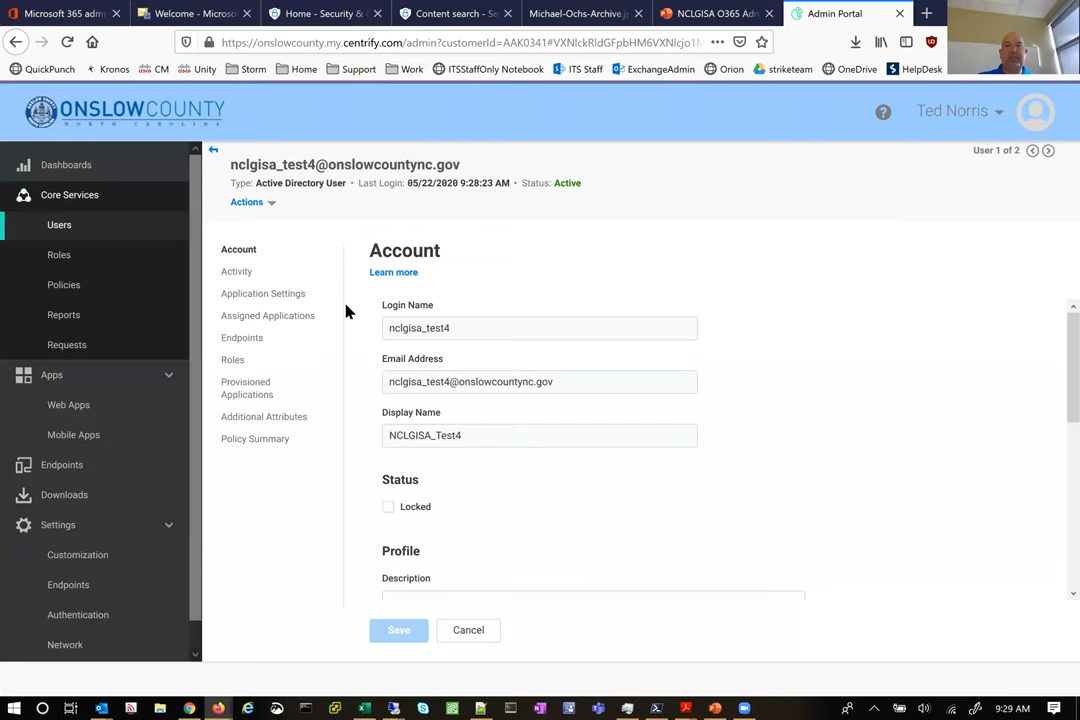 Microsoft 365 adm
Welcome - Micros
Home - Security &
Content search - Se
Michael-Ochs-Archive.j
NCLGISA O365 Ad
Admin Portal
https://onslowcounty.my.centrify.com/admin?customerId=AAK0341#VXNlckRldGFpbHM6VXNlcjo1
QuickPunch
Kronos
CM
Unity
Storm
Home
Support
Work
ITSStaffOnly Notebook
ITS Staff
ExchangeAdmin
Orion
striketeam
OneDrive
HelpDesk
ONSLOWCOUNTY
NORTH CAROLINA
Ted Norris
nclgisa_test4@onslowcountync.gov
User 1 of 2
Type: Active Directory User • Last Login: 05/22/2020 9:28:23 AM • Status: Active
Actions
Dashboards
Core Services
Users
Roles
Policies
Reports
Requests
Apps
Web Apps
Mobile Apps
Endpoints
Downloads
Settings
Customization
Endpoints
Authentication
Network
Account
Activity
Application Settings
Assigned Applications
Endpoints
Roles
Provisioned
Applications
Additional Attributes
Policy Summary
Account
Learn more
Login Name
nclgisa_test4
Email Address
nclgisa_test4@onslowcountync.gov
Display Name
NCLGISA_Test4
Status
Locked
Profile
Description
Save
Cancel
9:29 AM